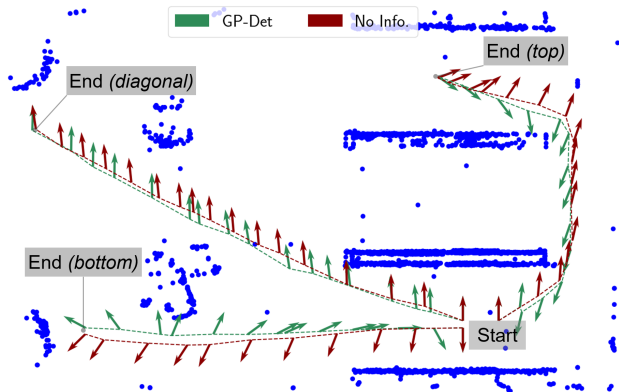 GP-Det
No Info.
End (top)
End (diagonal)
End (bottom)
Start